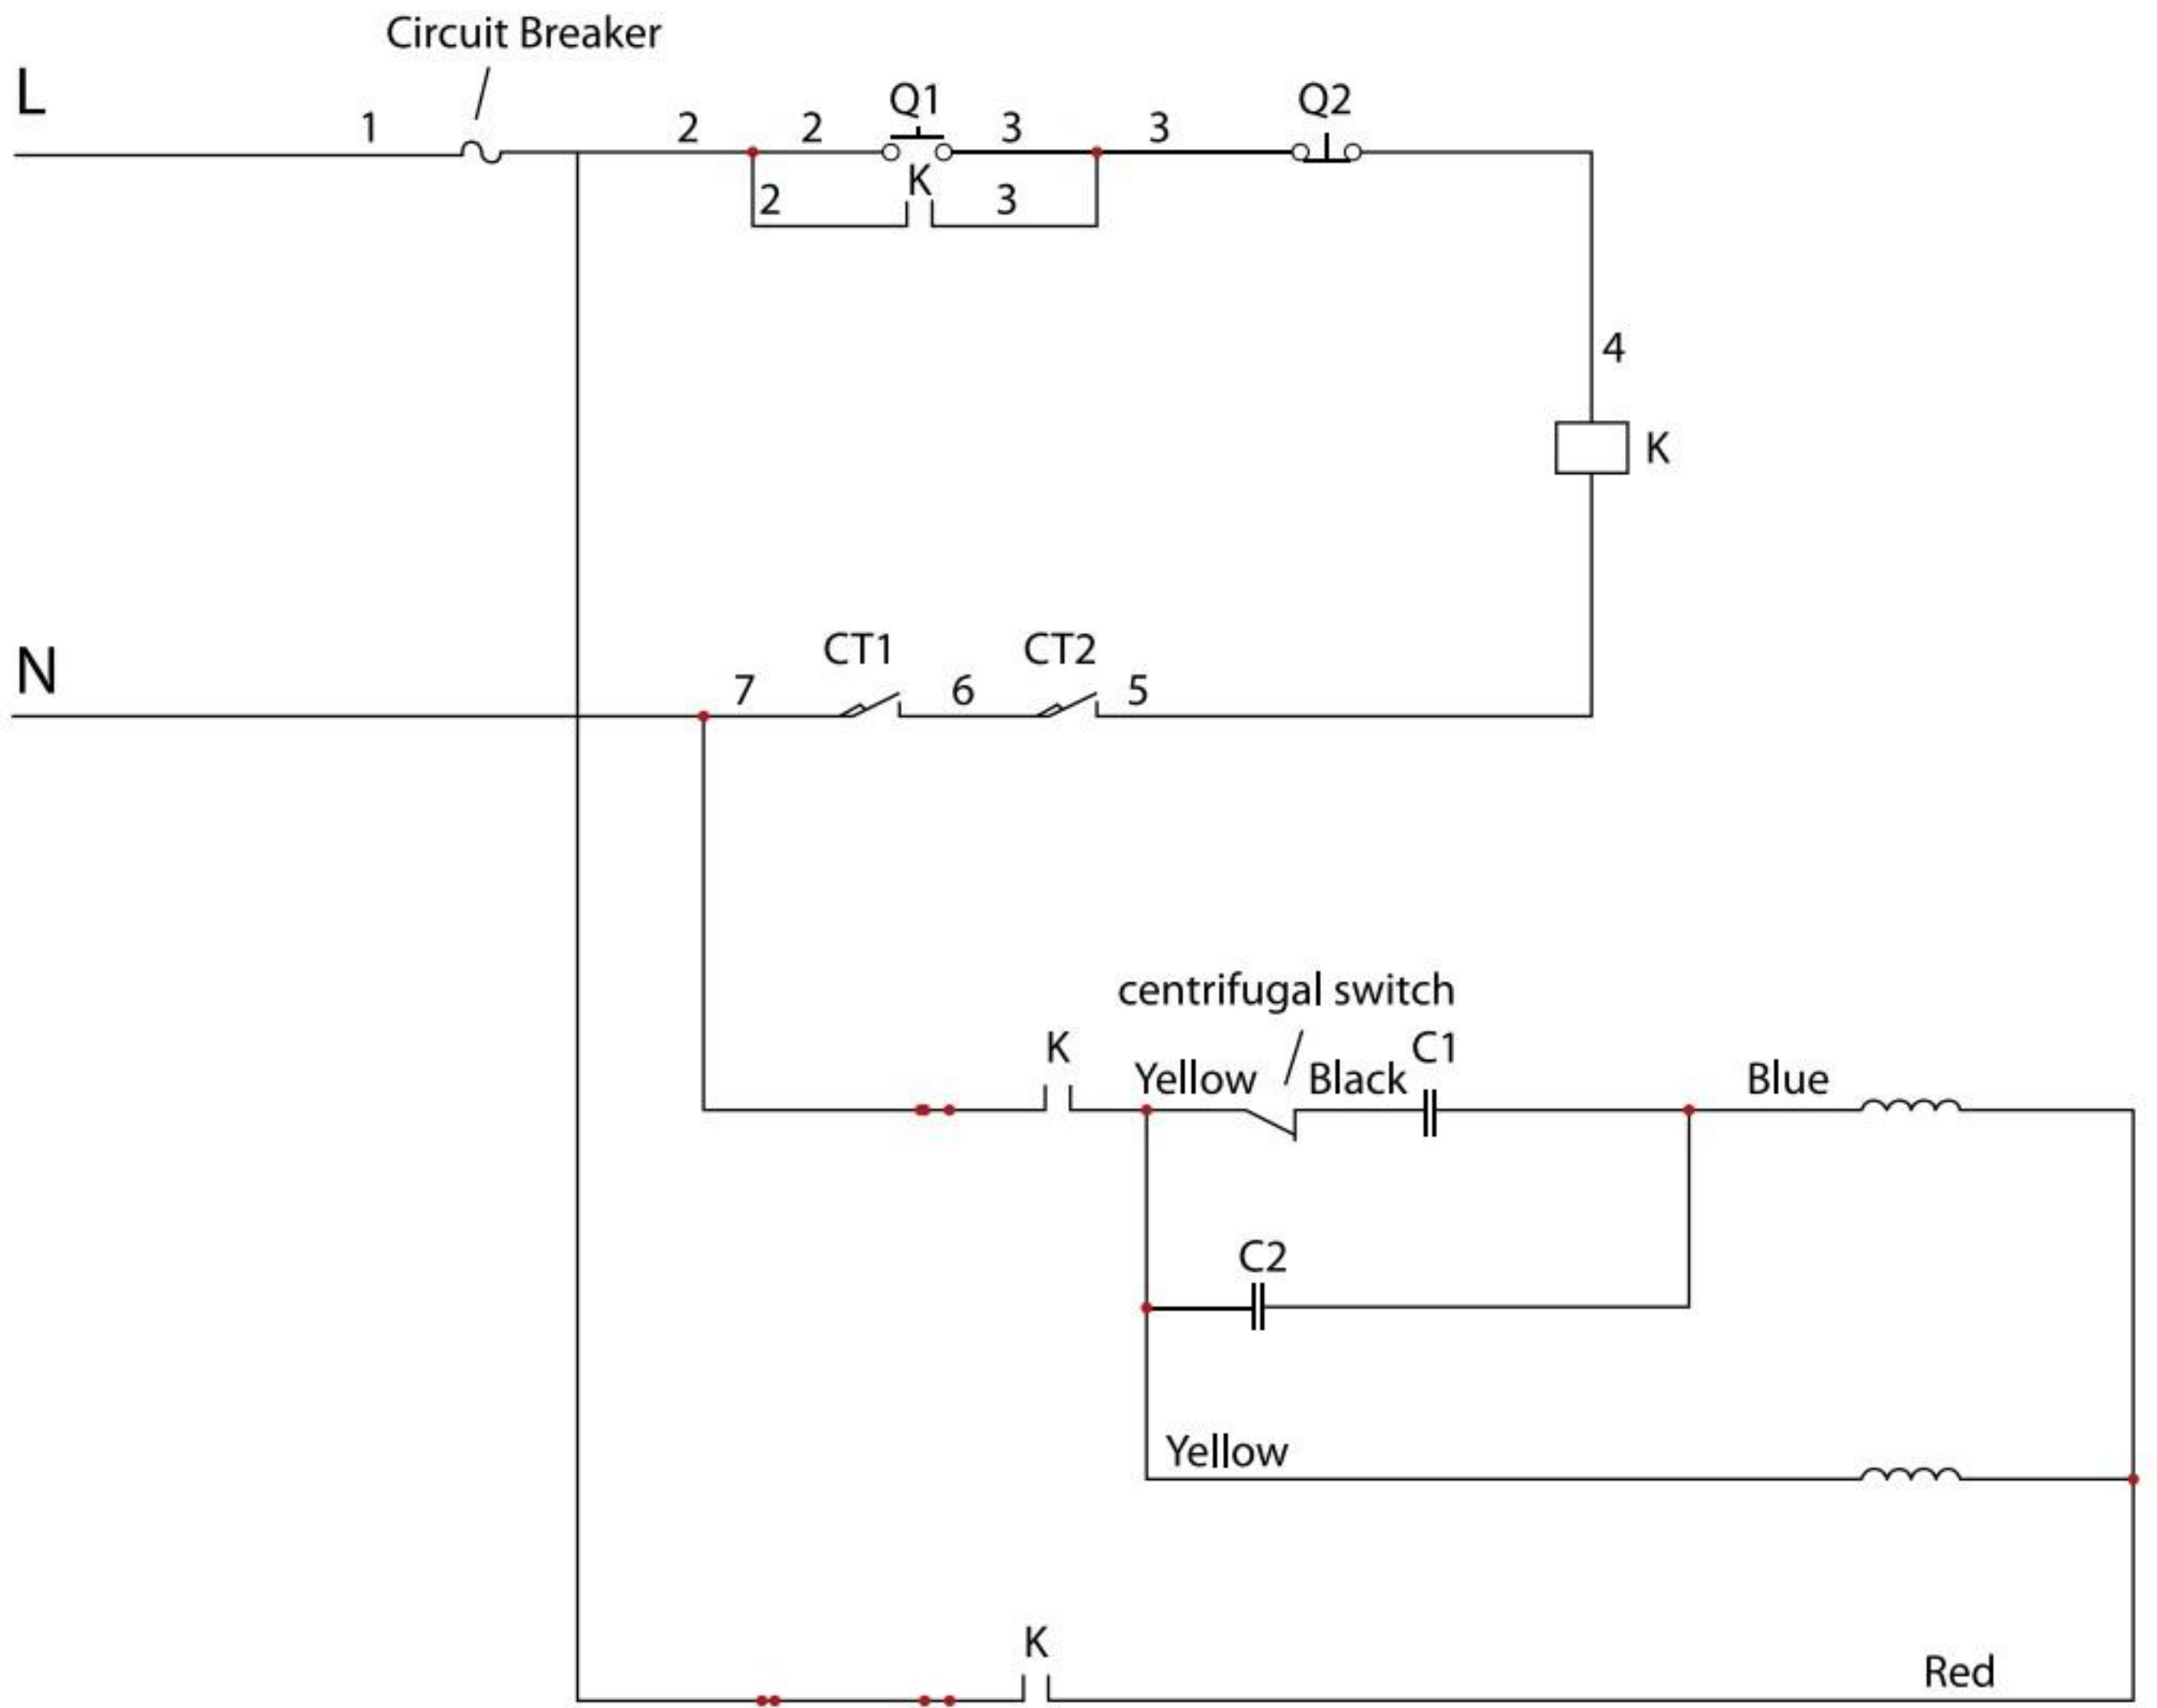 Circuit Breaker
L
1
2
2
Q1
3
3
Q2
2
K
3
4
K
N
7
CT1
6
CT2
5
centrifugal switch
K
Yellow
Black
C1
Blue
C2
Yellow
K
Red